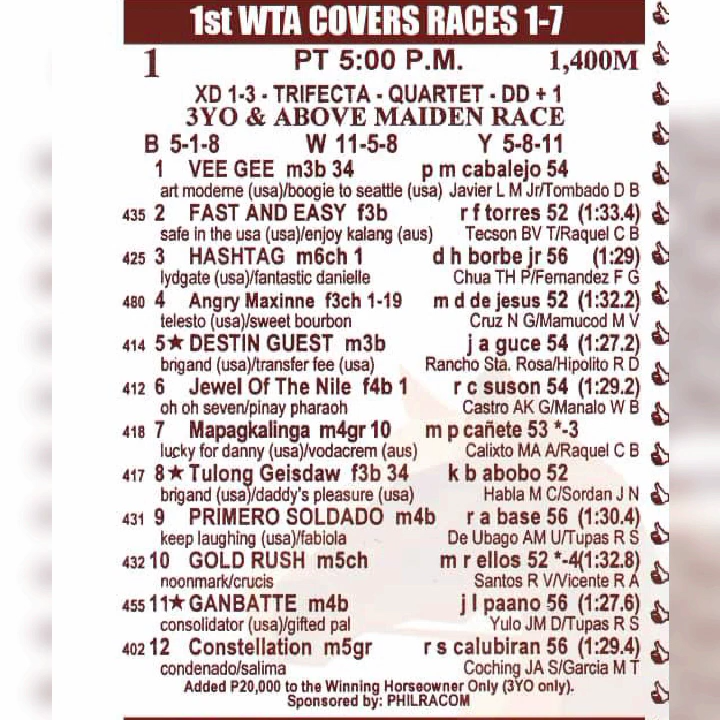 1st WTA COVERS RACES 1-7
1 PT 5:00 P.M. 1,400M
XD 1-3 - TRIFECTA - QUARTET - DD + 1
3YO & ABOVE MAIDEN RACE
B 5-1-8 W 11-5-8 Y 5-8-11
1 VEE GEE m3b 34 p m cabalejo 54
art moderne (usa)/boogie to seattle (usa) Javier L M Jr/Tombado D B
435 2 FAST AND EASY f3b r f torres 52 (1:33.4)
safe in the usa (usa)/enjoy kalang (aus) Tecson BV T/Raquel C B
425 3 HASHTAG m6ch 1 d h borbe jr 56 (1:29)
lydgate (usa)/fantastic danielle Chua TH P/Fernandez F G
480 4 Angry Maxinne f3ch 1-19 m d de jesus 52 (1:32.2)
telesto (usa)/sweet bourbon Cruz N G/Mamucod M V
414 5★ DESTIN GUEST m3b j a guce 54 (1:27.2)
brigand (usa)/transfer fee (usa) Rancho Sta. Rosa/Hipolito R D
412 6 Jewel Of The Nile f4b 1 r c suson 54 (1:29.2)
oh oh seven/pinay pharaoh Castro AK G/Manalo W B
418 7 Mapagkalinga m4gr 10 m p cañete 53 *-3
lucky for danny (usa)/vodacrem (aus) Calixto MA A/Raquel C B
417 8★ Tulong Geisdaw f3b 34 k b abobo 52
brigand (usa)/daddy's pleasure (usa) Habla M C/Sordan J N
431 9 PRIMERO SOLDADO m4b r a base 56 (1:30.4)
keep laughing (usa)/fabiola De Ubago AM U/Tupas R S
432 10 GOLD RUSH m5ch m r ellos 52 *-4(1:32.8)
noonmark/crucis Santos R V/Vicente R A
455 11★ GANBATTE m4b j l paano 56 (1:27.6)
consolidator (usa)/gifted pal Yulo JM D/Tupas R S
402 12 Constellation m5gr r s calubiran 56 (1:29.4)
condenado/salima Coching JA S/Garcia M T
Added P20,000 to the Winning Horseowner Only (3YO only).
Sponsored by: PHILRACOM